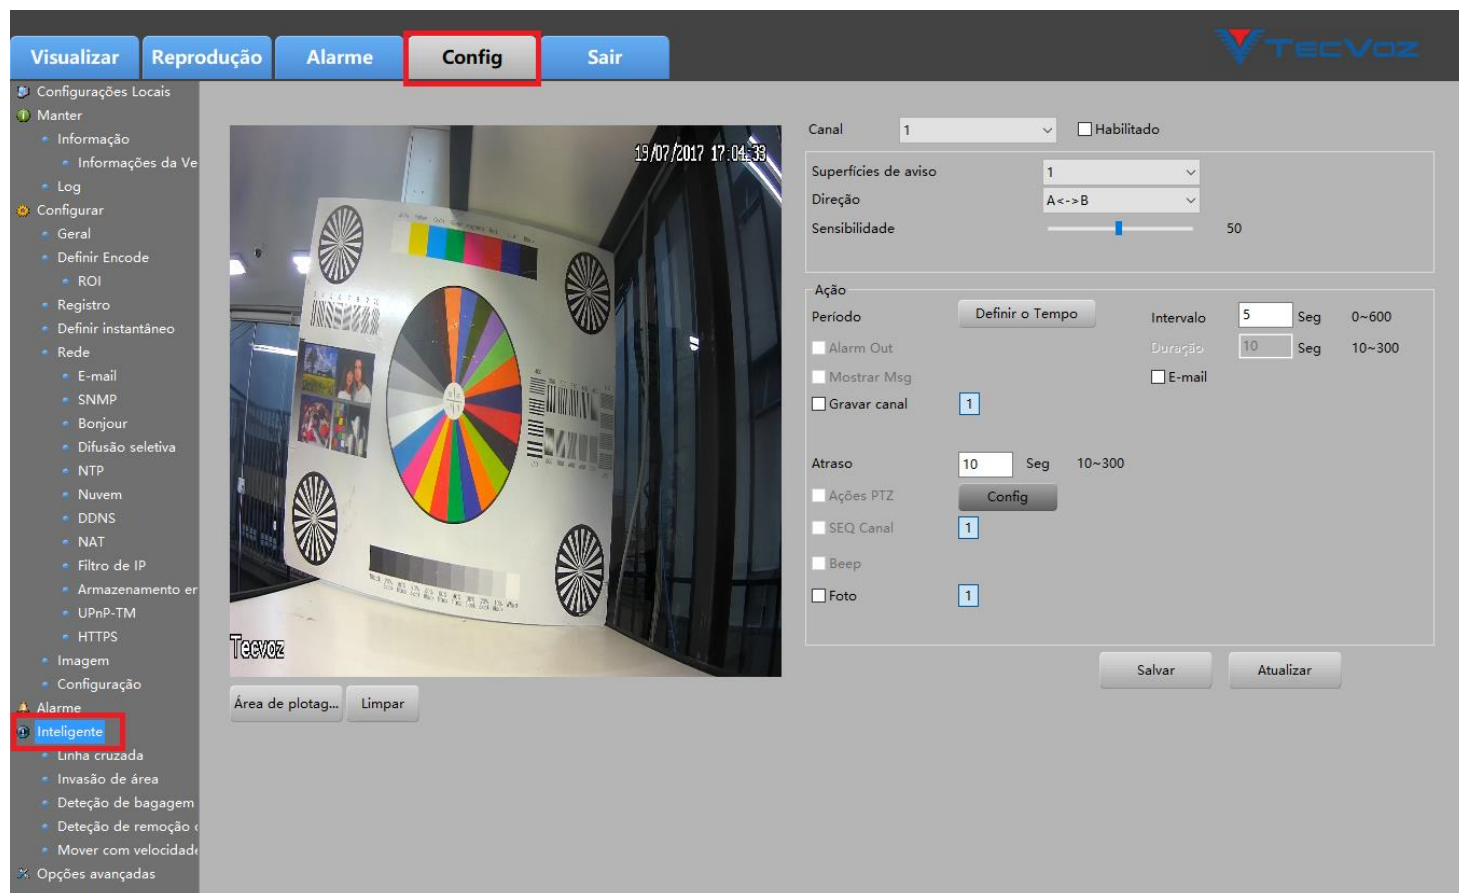 Visualizar
Reprodução
Alarme
Config
Sair
TECVOZ
Configurações Locais
Manter
Informação
Informações da Ve
Log
Configurar
Geral
Definir Encode
ROI
Registro
Definir instantâneo
Rede
E-mail
SNMP
Bonjour
Difusão seletiva
NTP
Nuvem
DDNS
NAT
Filtro de IP
Armazenamento er
UPnP-TM
HTTPS
Imagem
Configuração
Alarme
Inteligente
Linha cruzada
Invasão de área
Deteção de bagagem
Deteção de remoção
Mover com velocidade
Opções avançadas
19/07/2017 17:04:33
Tecvoz
Área de plotag...
Limpar
Canal 1 Habilitado
Superfícies de aviso 1
Direção A<->B
Sensibilidade 50
Ação
Período Definir o Tempo Intervalo 5 Seg 0~600
Alarm Out Duração 10 Seg 10~300
Mostrar Msg E-mail
Gravar canal 1
Atraso 10 Seg 10~300
Ações PTZ Config
SEQ Canal 1
Beep
Foto 1
Salvar
Atualizar